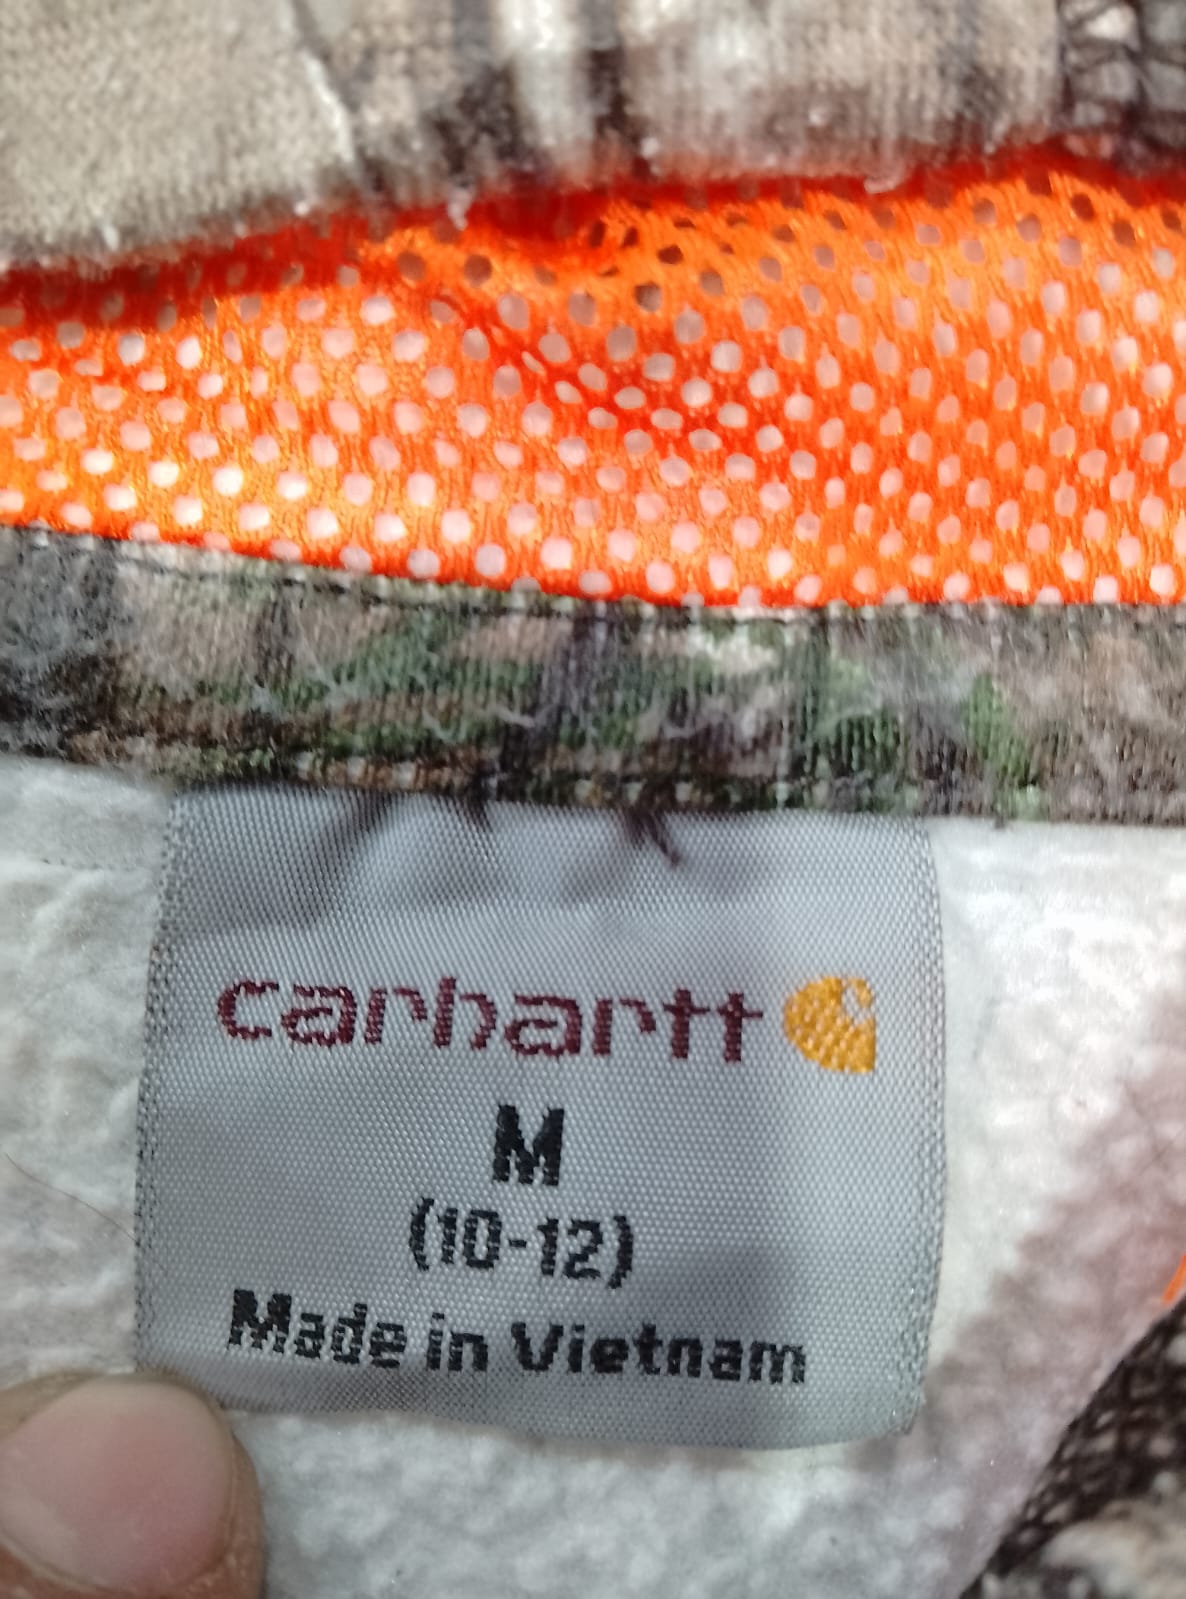 carhartt
M
(10-12)
Made in Vietnam